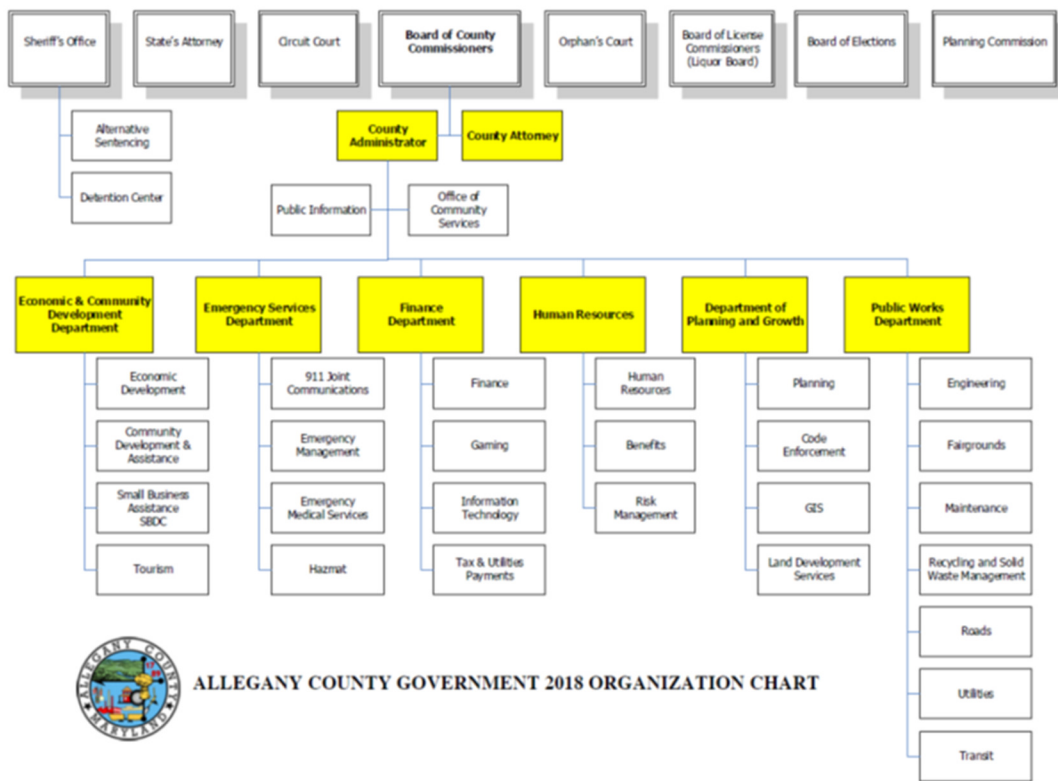 Sheriff's Office
State's Attorney
Circuit Court
Board of County
Commissioners
Orphan's Court
Board of License
Commissioners
(Liquor Board)
Board of Elections
Planning Commission
Alternative
Sentencing
Detention Center
County
Administrator
County Attorney
Public Information
Office of
Community
Services
Economic & Community
Development
Department
Emergency Services
Department
Finance
Department
Human Resources
Department of
Planning and Growth
Public Works
Department
Economic
Development
Community
Development &
Assistance
Small Business
Assistance
SBDC
Tourism
911 Joint
Communications
Emergency
Management
Emergency
Medical Services
Hazmat
Finance
Gaming
Information
Technology
Tax & Utilities
Payments
Human
Resources
Benefits
Risk
Management
Planning
Code
Enforcement
GIS
Land Development
Services
Engineering
Fairgrounds
Maintenance
Recycling and Solid
Waste Management
Roads
Utilities
Transit
ALLEGANY COUNTY
MARYLAND
ALLEGANY COUNTY GOVERNMENT 2018 ORGANIZATION CHART